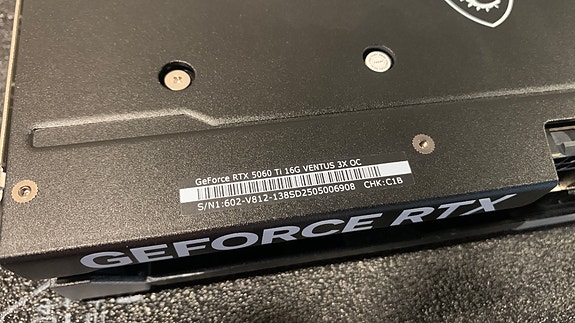 GeForce RTX 5060 Ti 16G VENTUS 3X OC
S/N1:602-V812-138SD2505006908 CHK:C1B
GEFORCE RTX